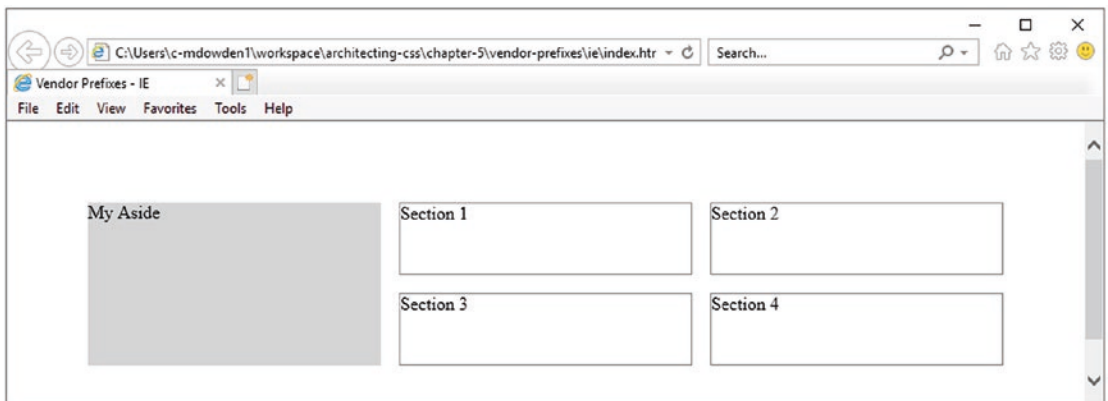 C:\Users\c-mdowden1\workspace\architecting-css\chapter-5\vendor-prefixes\ie\index.htr
Search...
Vendor Prefixes - IE
File Edit View Favorites Tools Help
My Aside
Section 1
Section 2
Section 3
Section 4